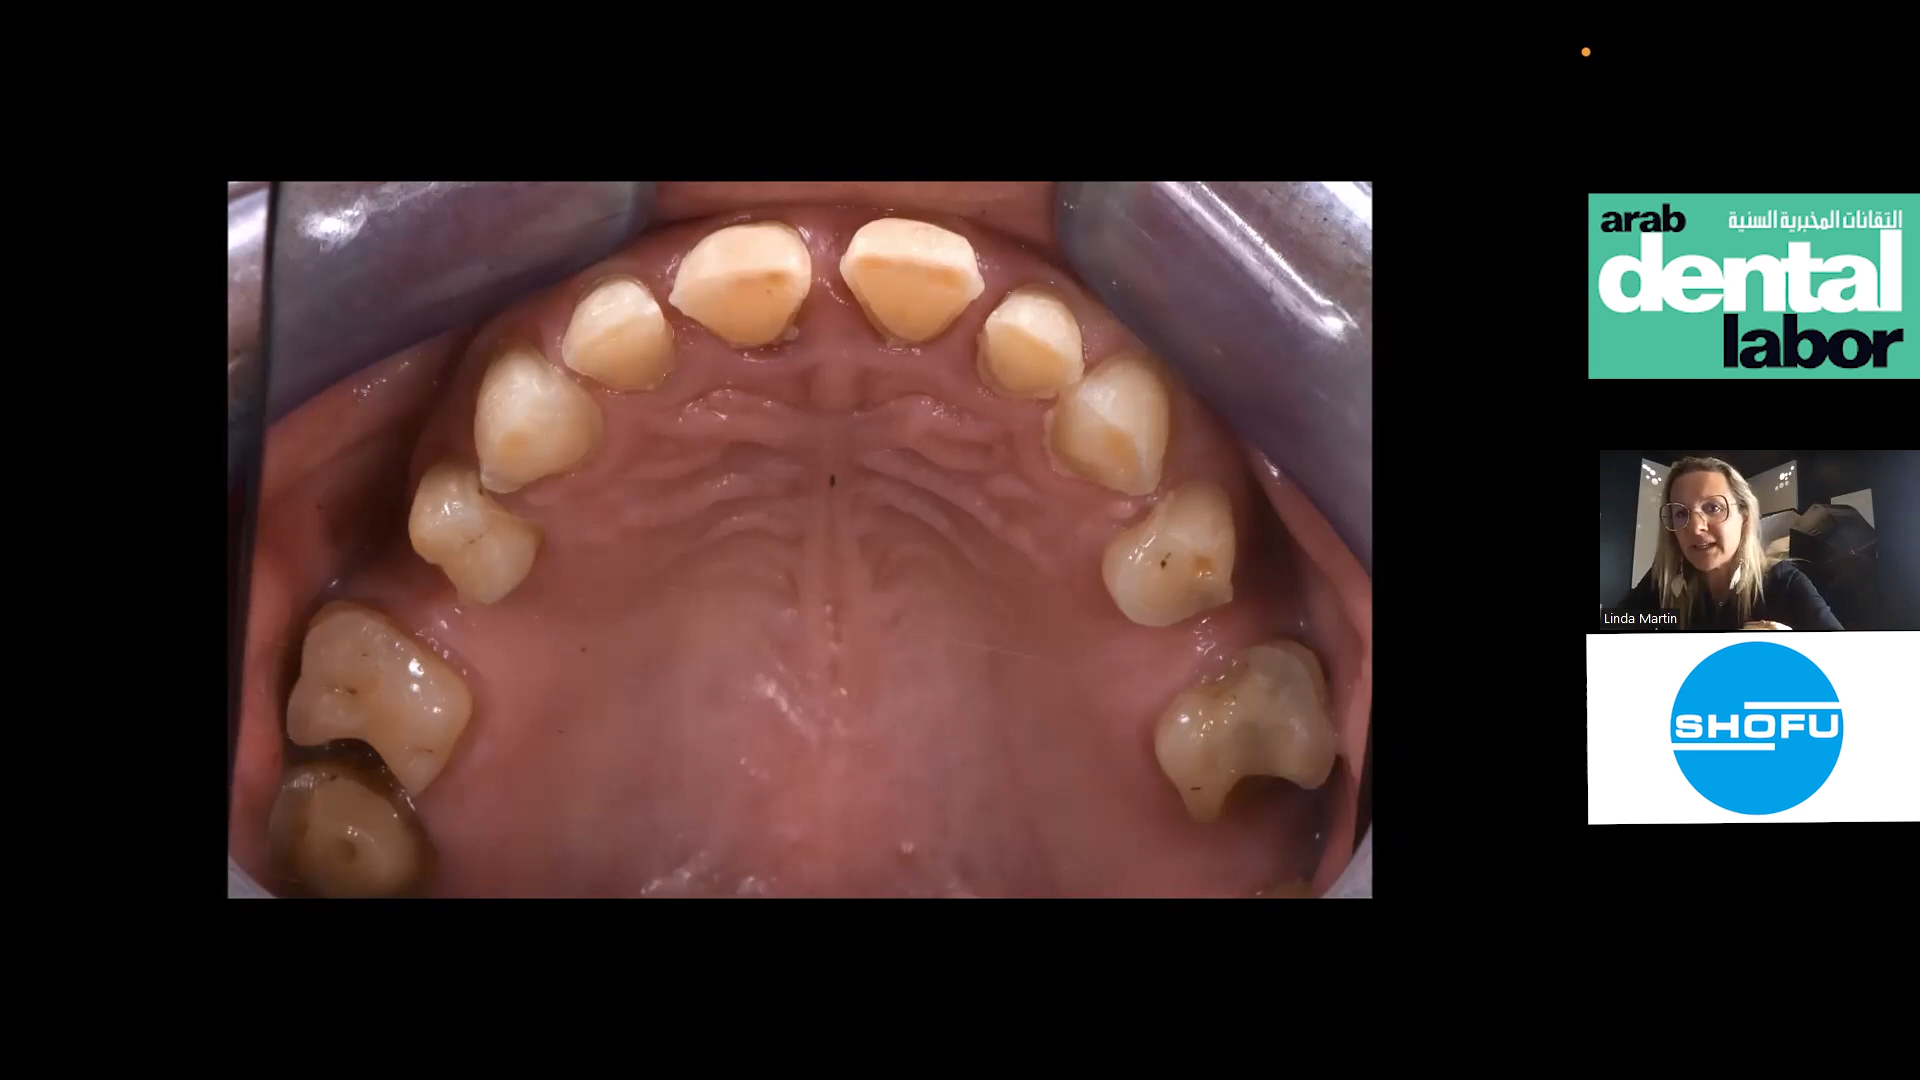 arab
التقانات المخبرية السنية
dental
labor
Linda Martin
SHOFU